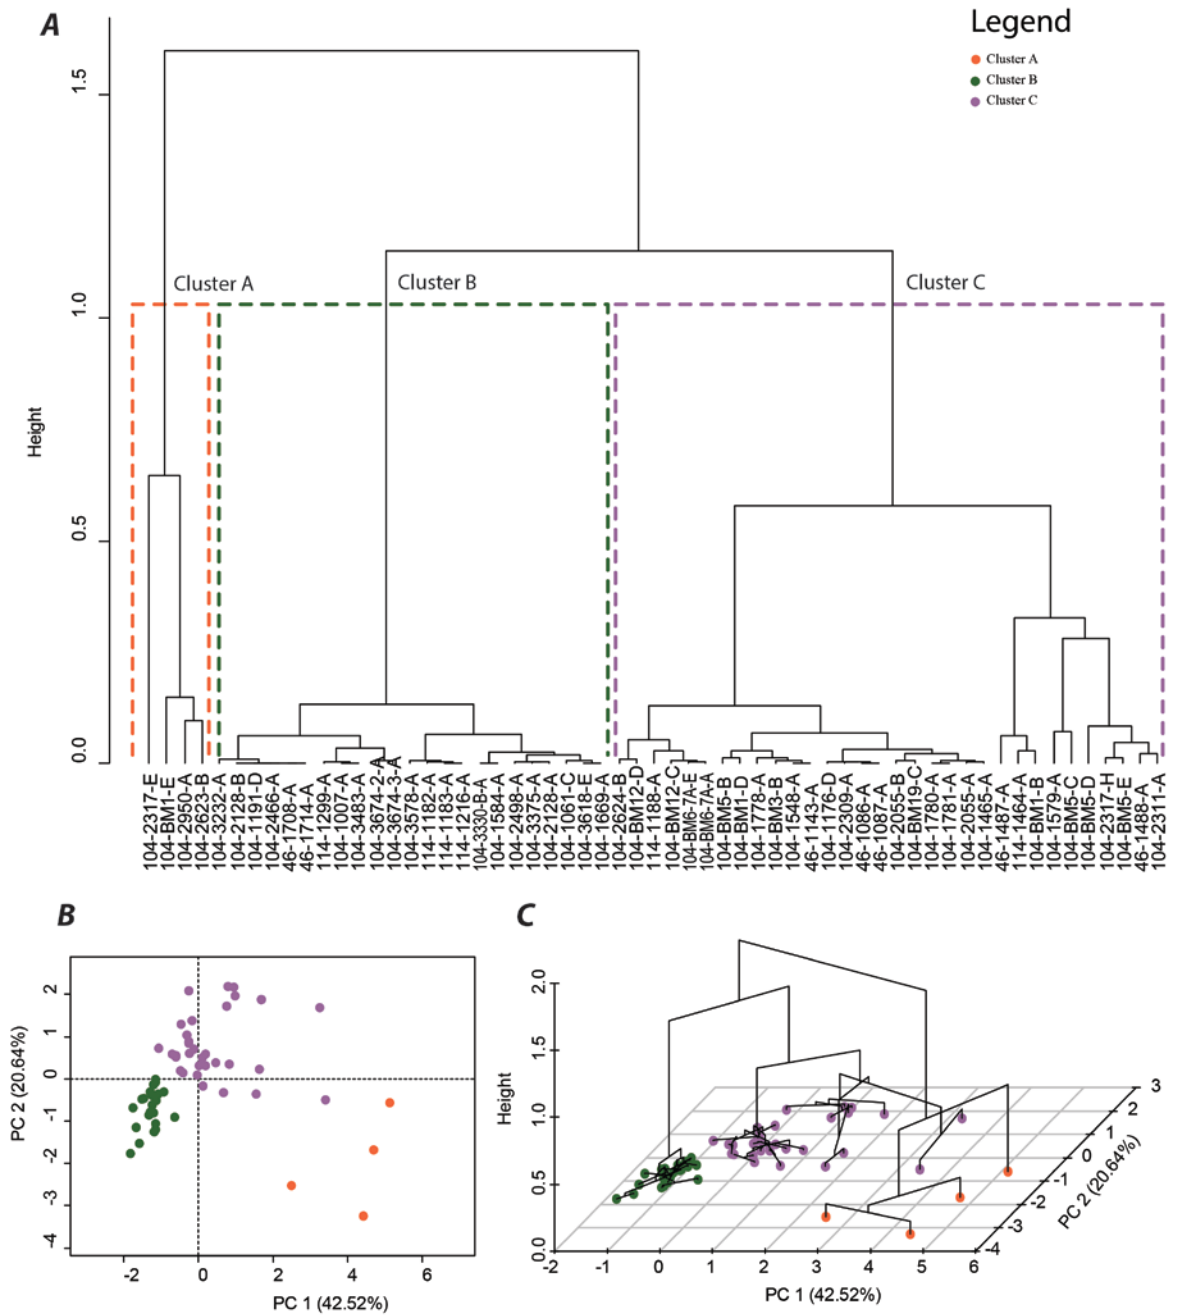 A
Legend
Cluster A
Cluster B
Cluster C
1.5
1.0
0.5
0.0
Height
Cluster A
Cluster B
Cluster C
104-2317-E
104-BM1-E
104-2950-A
104-2623-B
104-3232-A
104-2128-B
104-1191-D
104-2466-A
46-1708-A
46-1714-A
114-1299-A
104-1007-A
104-3483-A
104-3674-2-A
104-3674-3-A
104-3578-A
114-1182-A
114-1183-A
114-1216-A
104-3330-B-A
104-1584-A
104-2498-A
104-3375-A
104-2128-A
104-1061-C
104-3618-E
104-1689-A
104-2624-B
104-BM12-D
114-1188-A
104-BM12-C
104-BM6-7A-E
104-BM6-7A-A
104-BM5-B
104-BM1-D
104-1778-A
104-BM3-B
104-1548-A
46-1143-A
104-1176-D
104-2309-A
46-1086-A
46-1087-A
104-2055-B
104-BM19-C
104-1780-A
104-1781-A
104-2055-A
104-1465-A
46-1487-A
114-1464-A
104-BM1-B
104-1579-A
104-BM5-C
104-BM5-D
104-2317-H
104-BM5-E
46-1488-A
104-2311-A
B
2
1
0
-1
-2
-3
-4
PC 2 (20.64%)
-2 0 2 4 6
PC 1 (42.52%)
C
2.0
1.5
1.0
0.5
0.0
Height
3
2
1
0
-1
-2
-3
-4
PC 2 (20.64%)
-2 -1 0 1 2 3 4 5 6
PC 1 (42.52%)